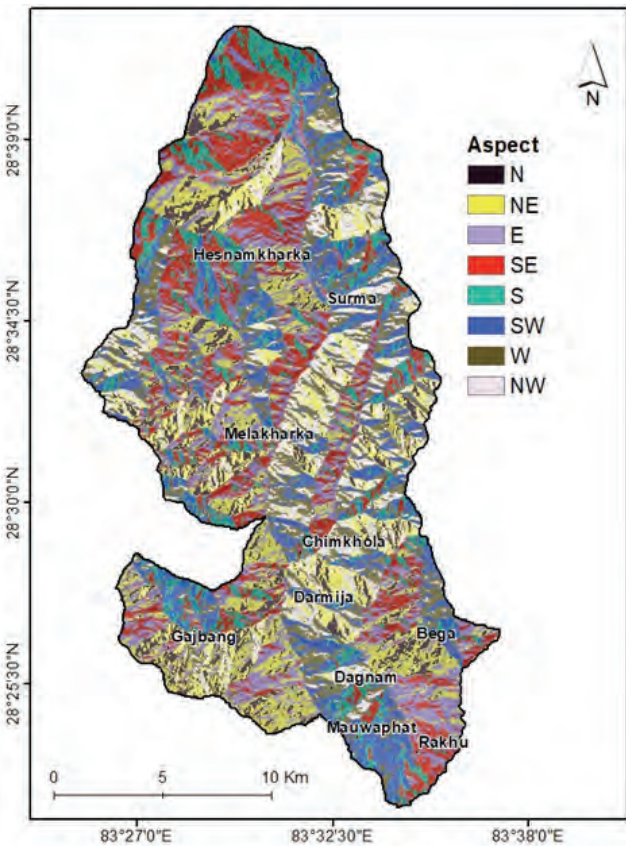 N
28°39'0"N
28°34'30"N
28°30'0"N
28°25'30"N
Aspect
N
NE
E
SE
S
SW
W
NW
Hesnamkharka
Surma
Melakharka
Chimkhola
Darmija
Gajbang
Bega
Dagnam
Mauwaphat
Rakhu
0 5 10 Km
83°27'0"E 83°32'30"E 83°38'0"E